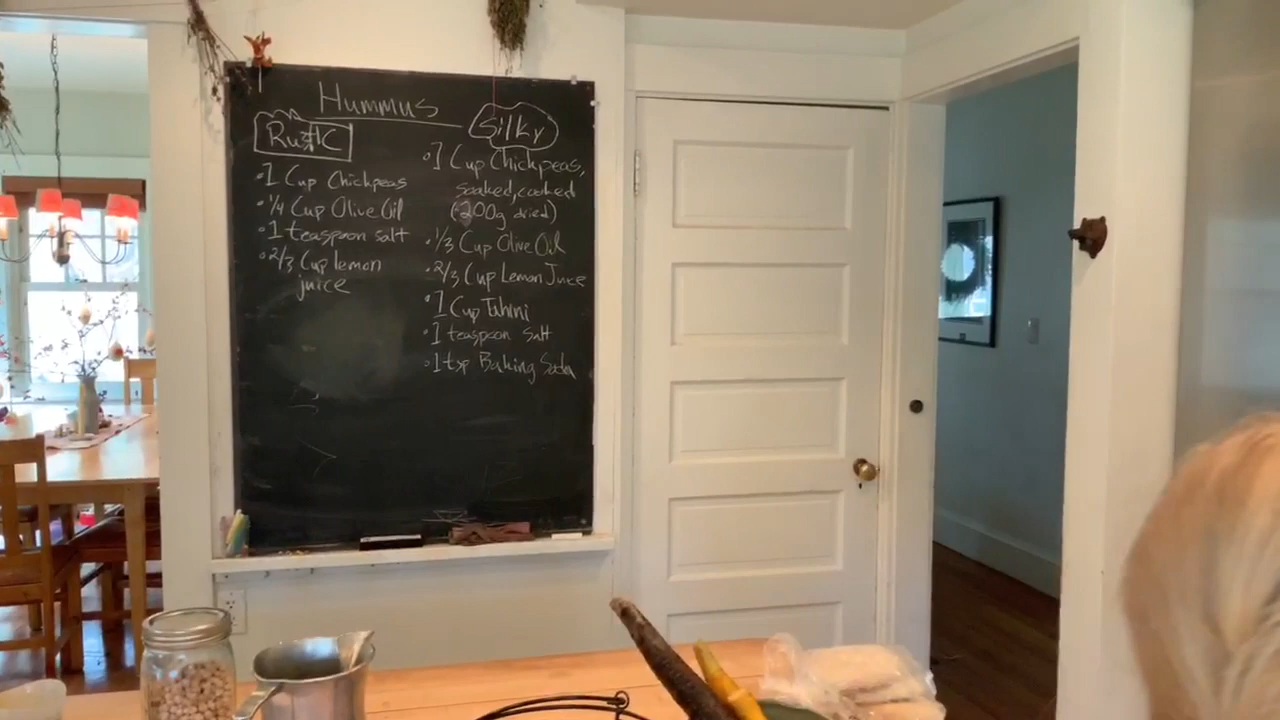 Hummus
Rustic
• 1 Cup Chickpeas
• 1/4 Cup Olive Oil
• 1 teaspoon salt
• 2/3 Cup lemon
juice
Silky
• 1 Cup Chickpeas,
soaked, cooked
(200g dried)
• 1/3 Cup Olive Oil
• 2/3 Cup Lemon Juice
• 1 Cup Tahini
• 1 teaspoon Salt
• 1 tsp Baking Soda